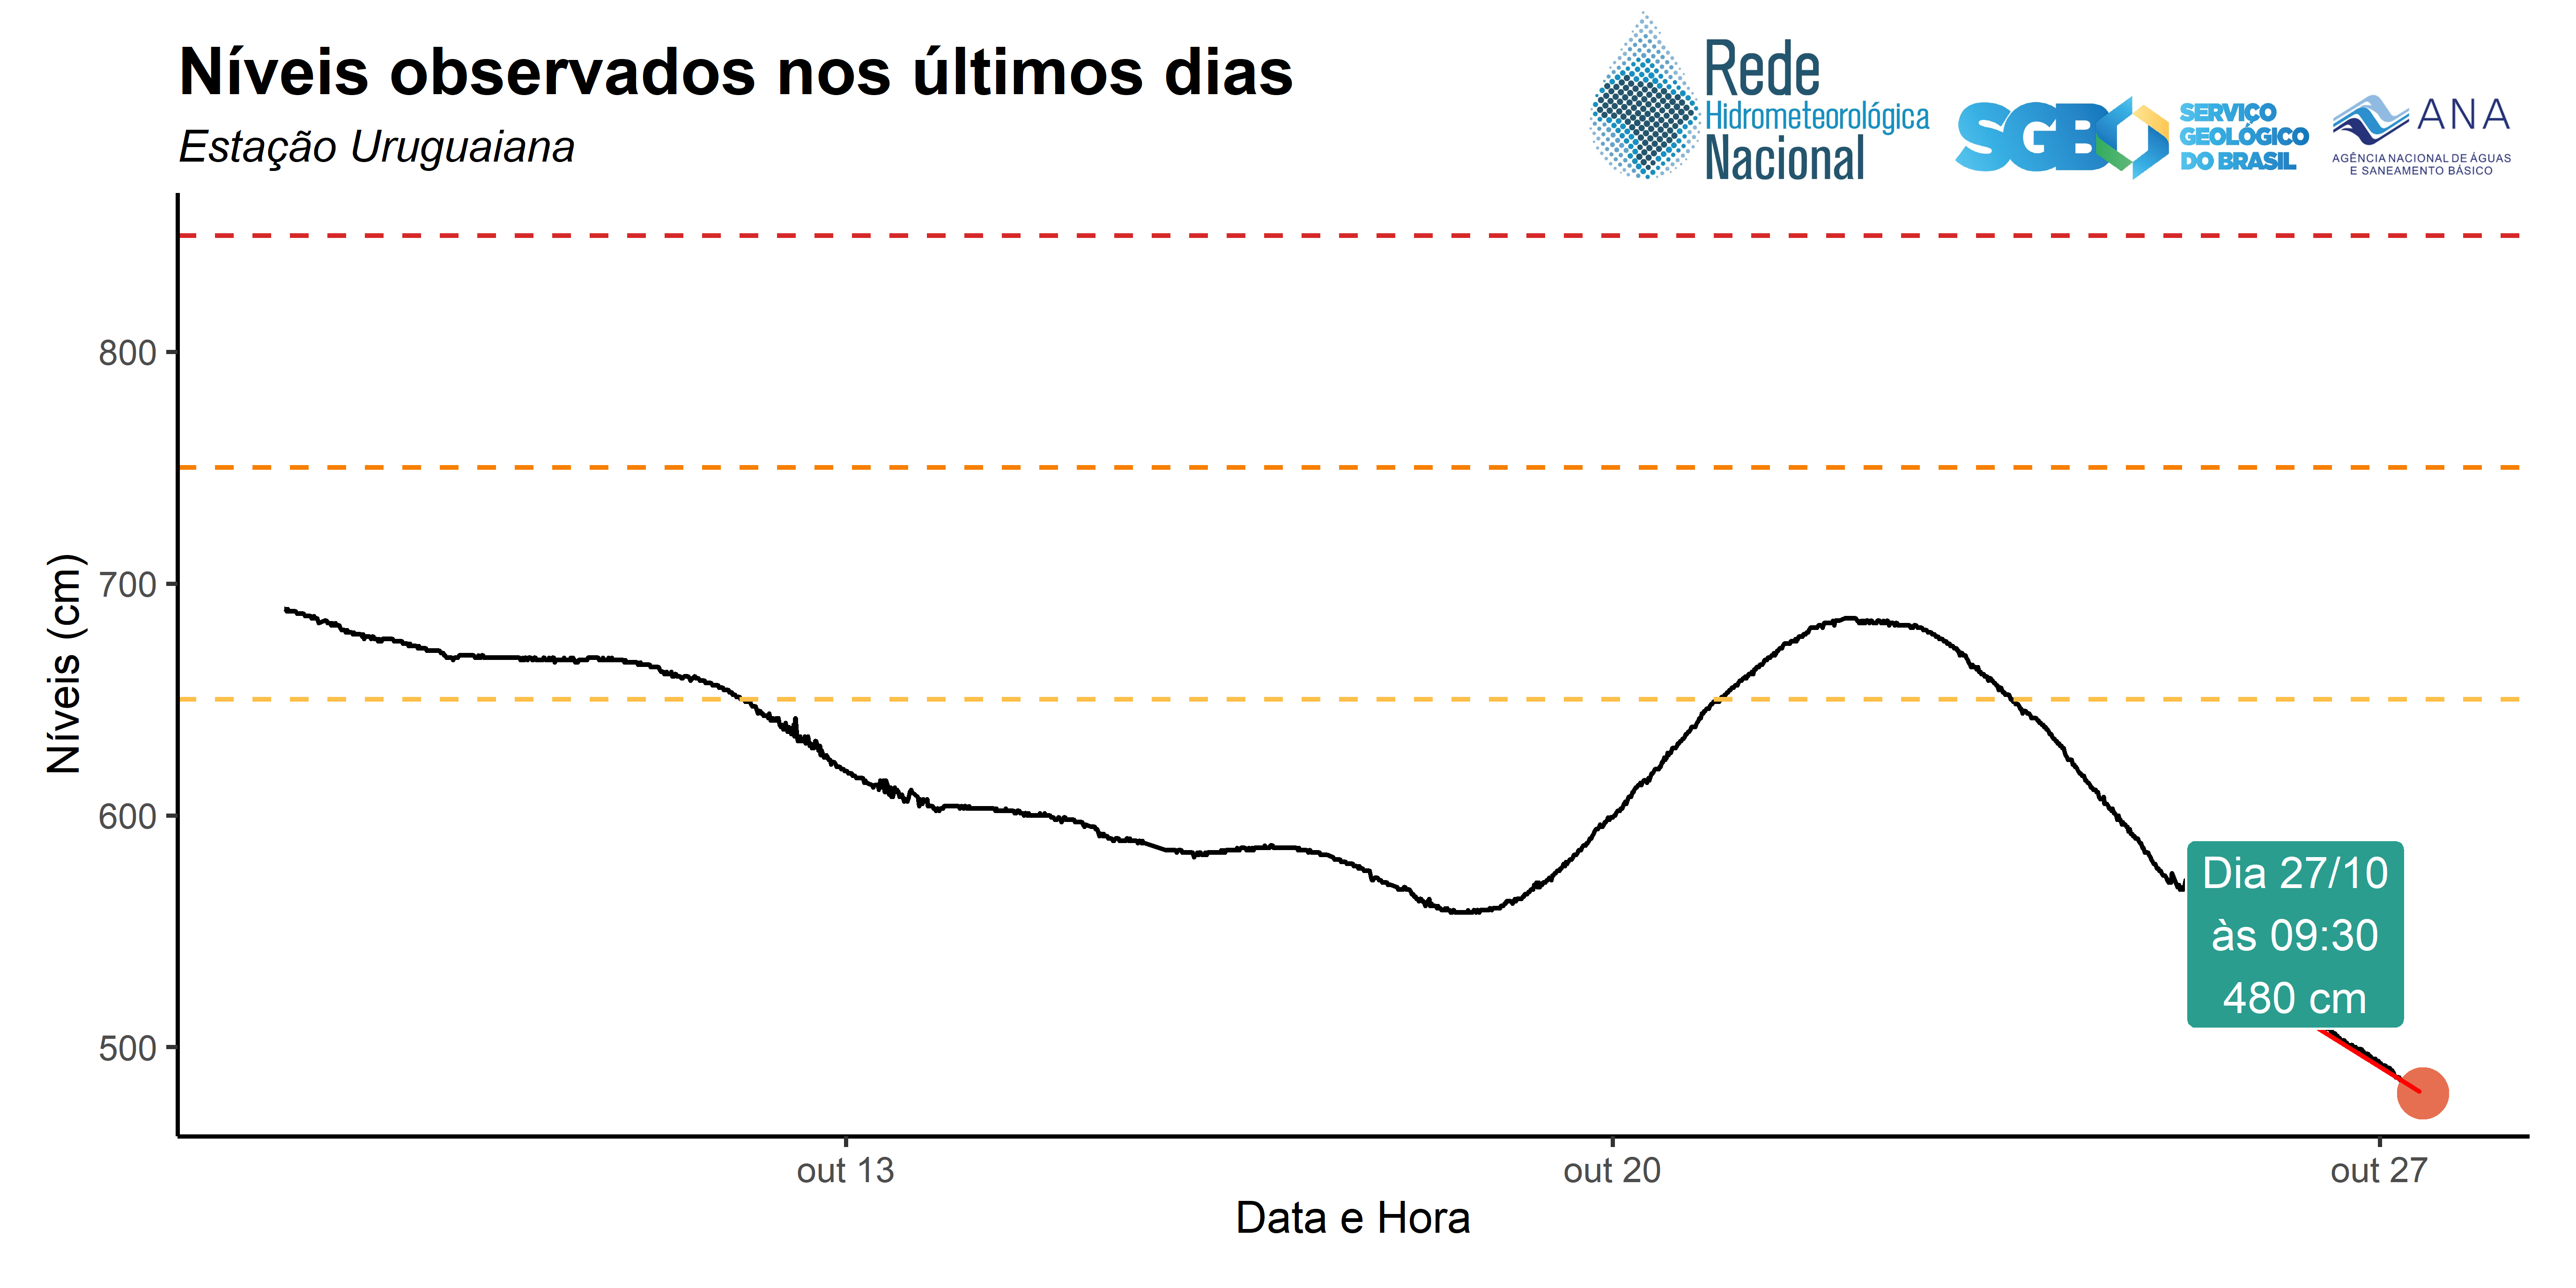 Níveis observados nos últimos dias
Estação Uruguaiana
Rede
Hidrometeorológica
Nacional
SGB
SERVIÇO
GEOLÓGICO
DO BRASIL
ANA
AGÊNCIA NACIONAL DE ÁGUAS
E SANEAMENTO BÁSICO
Níveis (cm)
800
700
600
500
Dia 27/10
às 09:30
480 cm
out 13
out 20
out 27
Data e Hora